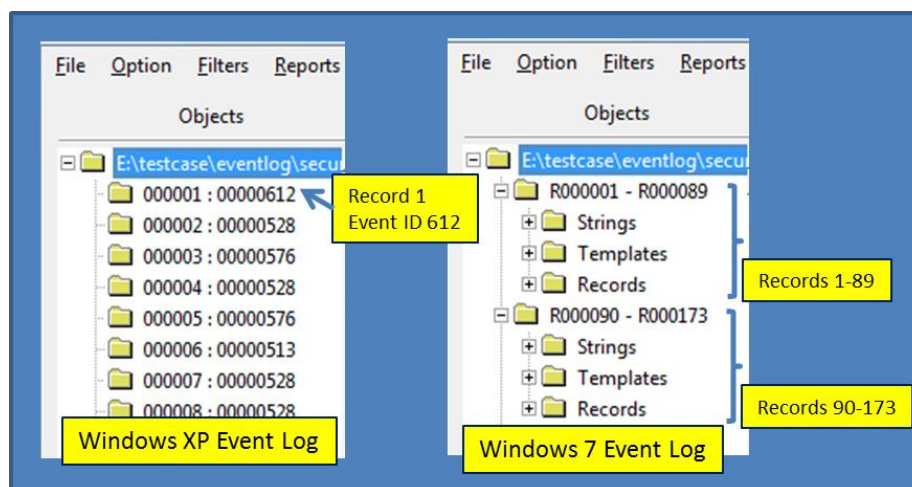 File Option Filters Reports
Objects
E:\testcase\eventlog\secur
000001 : 00000612
000002 : 00000528
000003 : 00000576
000004 : 00000528
000005 : 00000576
000006 : 00000513
000007 : 00000528
000008 : 00000528
Record 1
Event ID 612
Windows XP Event Log
File Option Filters Reports
Objects
E:\testcase\eventlog\secur
R000001 - R000089
Strings
Templates
Records
R000090 - R000173
Strings
Templates
Records
Records 1-89
Records 90-173
Windows 7 Event Log